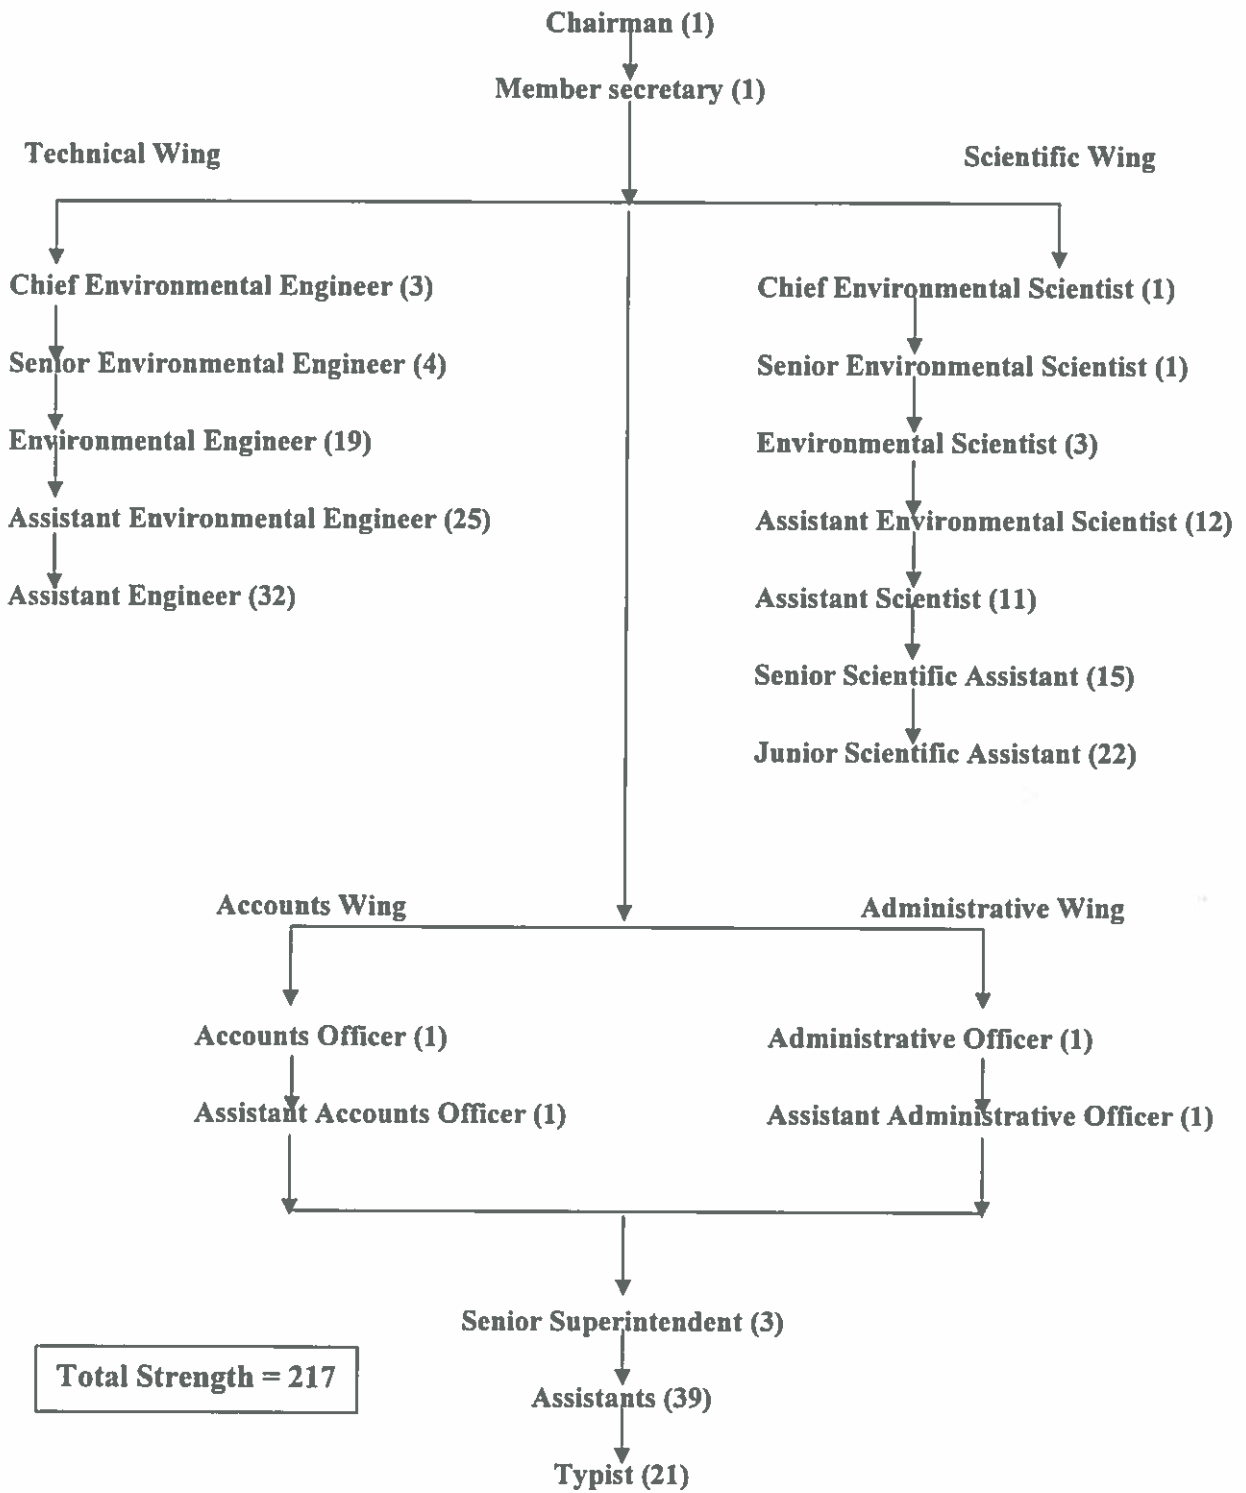 Chairman (1)
Member secretary (1)
Technical Wing
Scientific Wing
Chief Environmental Engineer (3)
Senior Environmental Engineer (4)
Environmental Engineer (19)
Assistant Environmental Engineer (25)
Assistant Engineer (32)
Chief Environmental Scientist (1)
Senior Environmental Scientist (1)
Environmental Scientist (3)
Assistant Environmental Scientist (12)
Assistant Scientist (11)
Senior Scientific Assistant (15)
Junior Scientific Assistant (22)
Accounts Wing
Administrative Wing
Accounts Officer (1)
Assistant Accounts Officer (1)
Administrative Officer (1)
Assistant Administrative Officer (1)
Senior Superintendent (3)
Assistants (39)
Typist (21)
Total Strength = 217